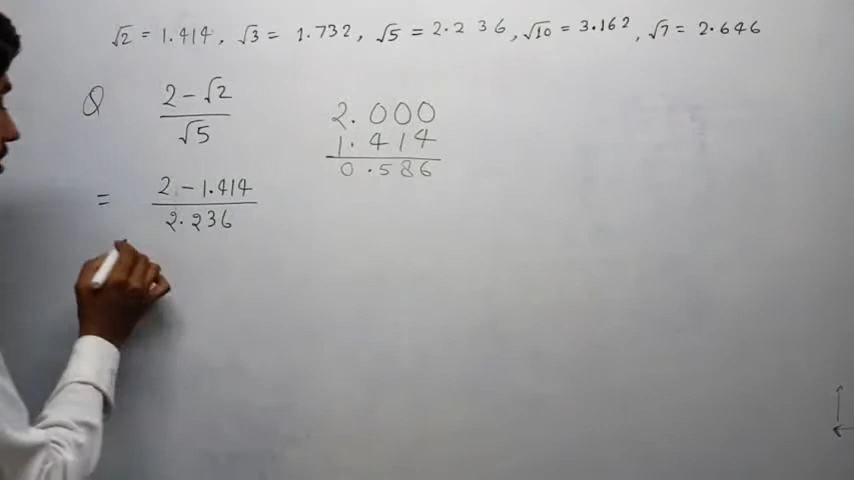 √2 = 1.414, √3 = 1.732, √5 = 2.236, √10 = 3.162, √7 = 2.646
Q
2 - √2
√5
= 2 - 1.414
2.236
2.000
1.414
0.586